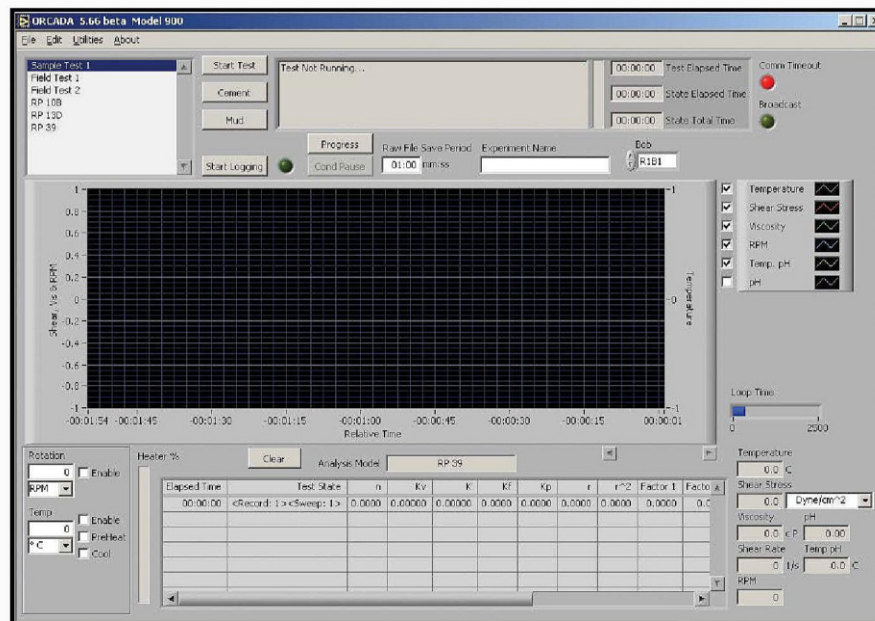 ORCADA 5.66 beta Model 900
File Edit Utilities About
Sample Test 1
Field Test 1
Field Test 2
RP 10B
RP 13D
RP 39
Start Test
Cement
Mud
Start Logging
Test Not Running...
00:00:00 Test Elapsed Time
00:00:00 State Elapsed Time
00:00:00 State Total Time
Comm Timeout
Broadcast
Progress
Cond Pause
Raw File Save Period
01:00 mm:ss
Experiment Name
Bob
R1B1
Shear, Vis & RPM
1
0.8
0.6
0.4
0.2
0
-0.2
-0.4
-0.6
-0.8
-1
1
0
-1
Temperature
-00:01:54 -00:01:45 -00:01:30 -00:01:15 -00:01:00 -00:00:45 -00:00:30 -00:00:15 00:00:01
Relative Time
Temperature
Shear Stress
Viscosity
RPM
Temp. pH
pH
Loop Time
0 2500
Rotation
0 Enable
RPM
Temp
0 Enable
PreHeat
° C Cool
Heater %
Clear
Analysis Model RP 39
Elapsed Time Test State n Kv K Kf Kp r r^2 Factor 1 Facto
00:00:00 <Record: 1><Sweep: 1> 0.0000 0.00000 0.0000 0.0000 0.0000 0.0000 0.0000 0.0000 0.0
Temperature
0.0 C
Shear Stress
0.0 Dyne/cm^2
Viscosity pH
0.0 cP 0.00
Shear Rate Temp pH
0 1/s 0.0 C
RPM
0